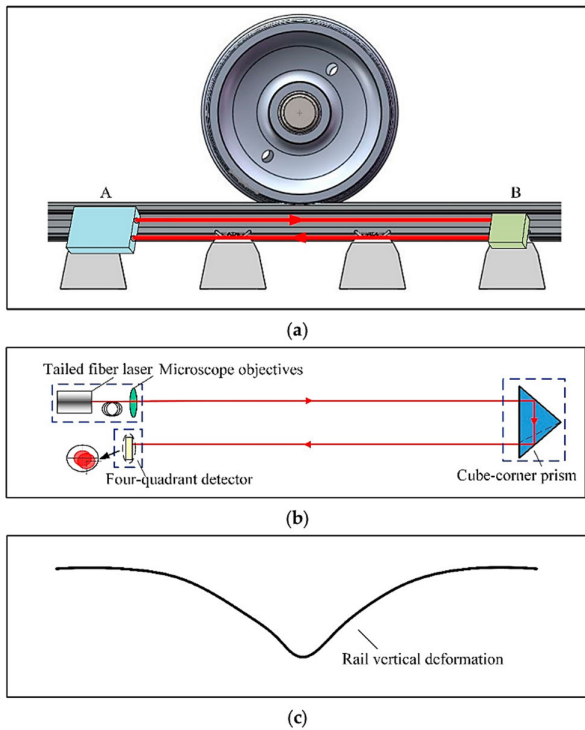 A
B
(a)
Tailed fiber laser Microscope objectives
Four-quadrant detector
Cube-corner prism
(b)
Rail vertical deformation
(c)